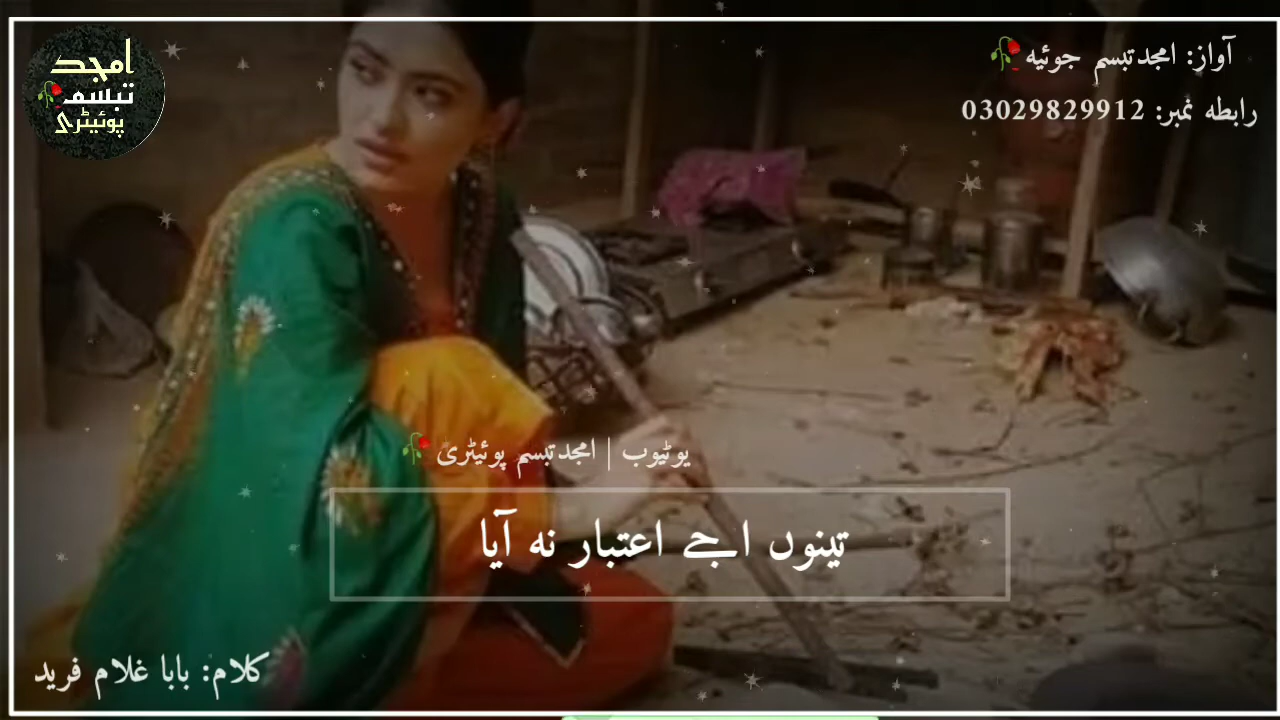 امجد
تبسم
پوئیٹری
آواز: امجد تبسم جوئیہ
رابطہ نمبر: 03029829912
یوٹیوب | امجد تبسم پوئیٹری
تینوں اجے اعتبار نہ آیا
کلام: بابا غلام فرید